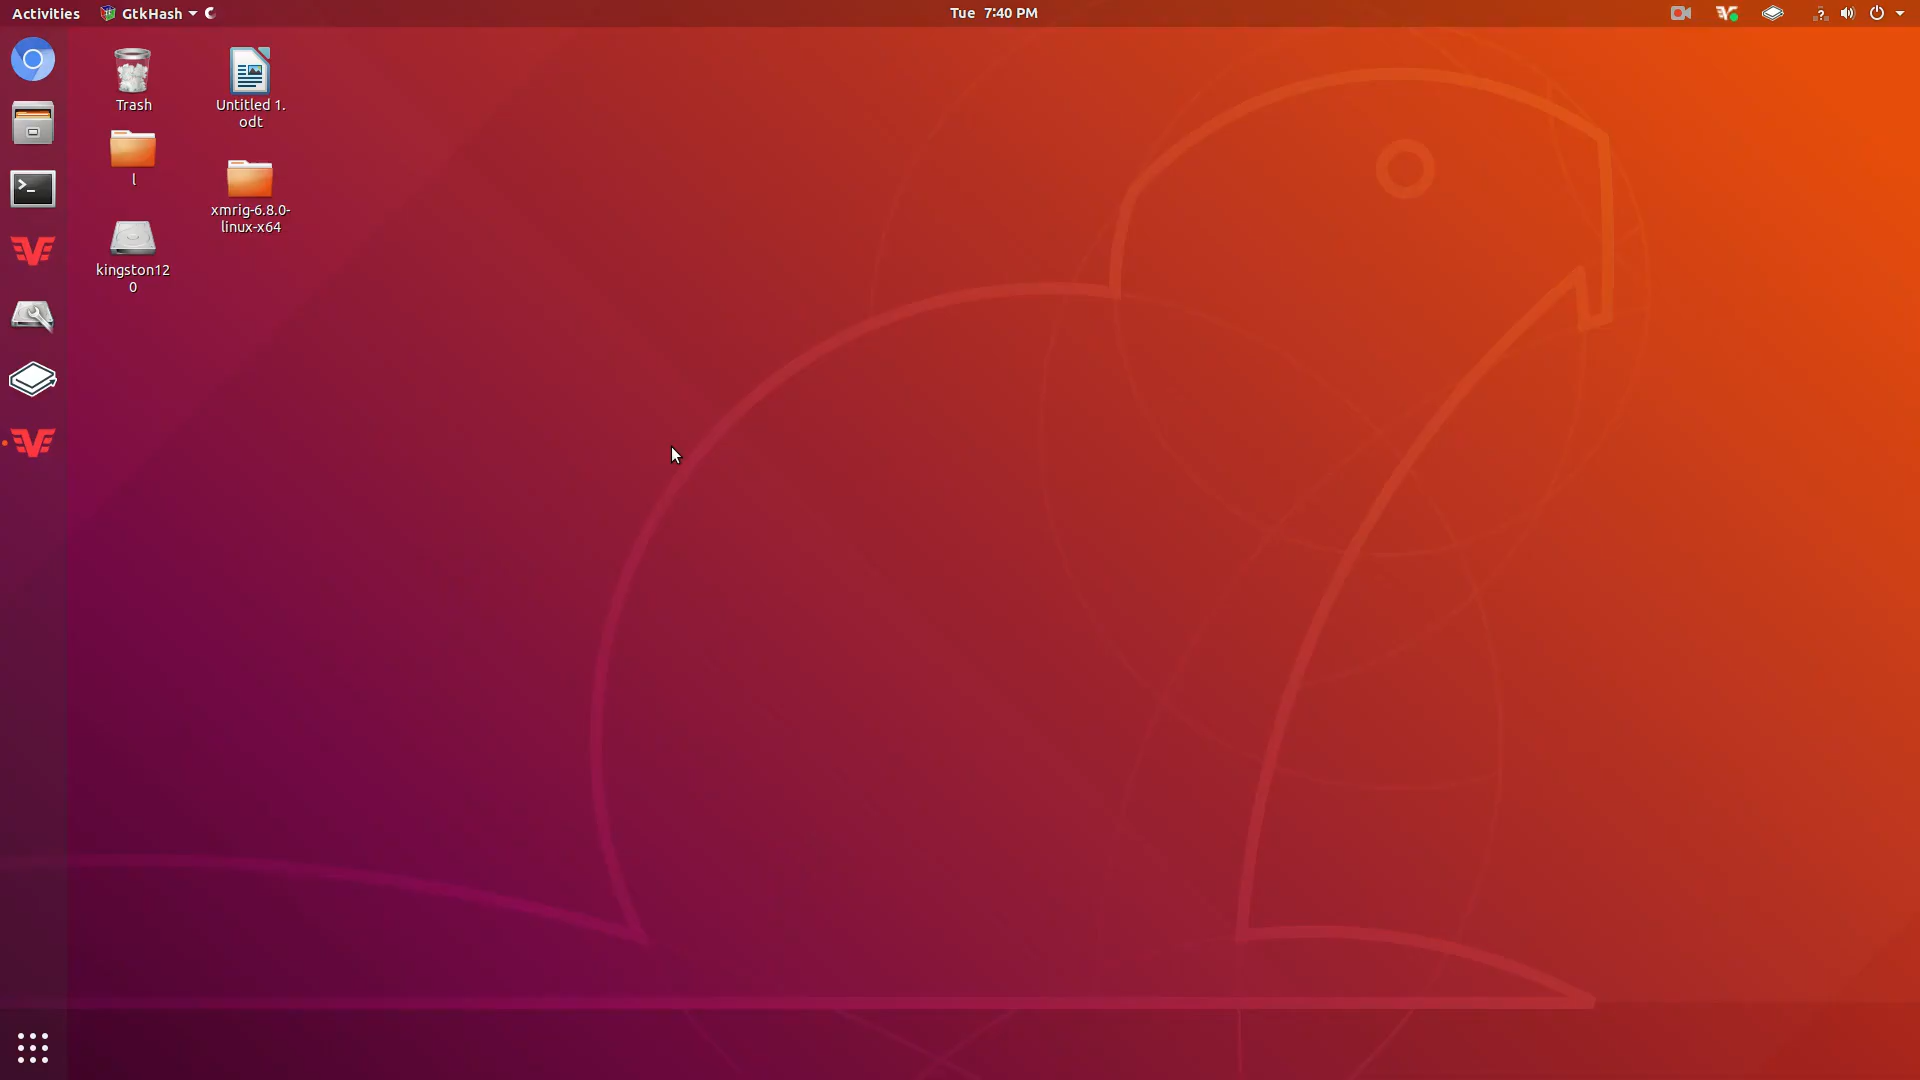 Activities
GtkHash
Tue 7:40 PM
Trash
Untitled 1.
odt
l
xmrig-6.8.0-
linux-x64
kingston12
0